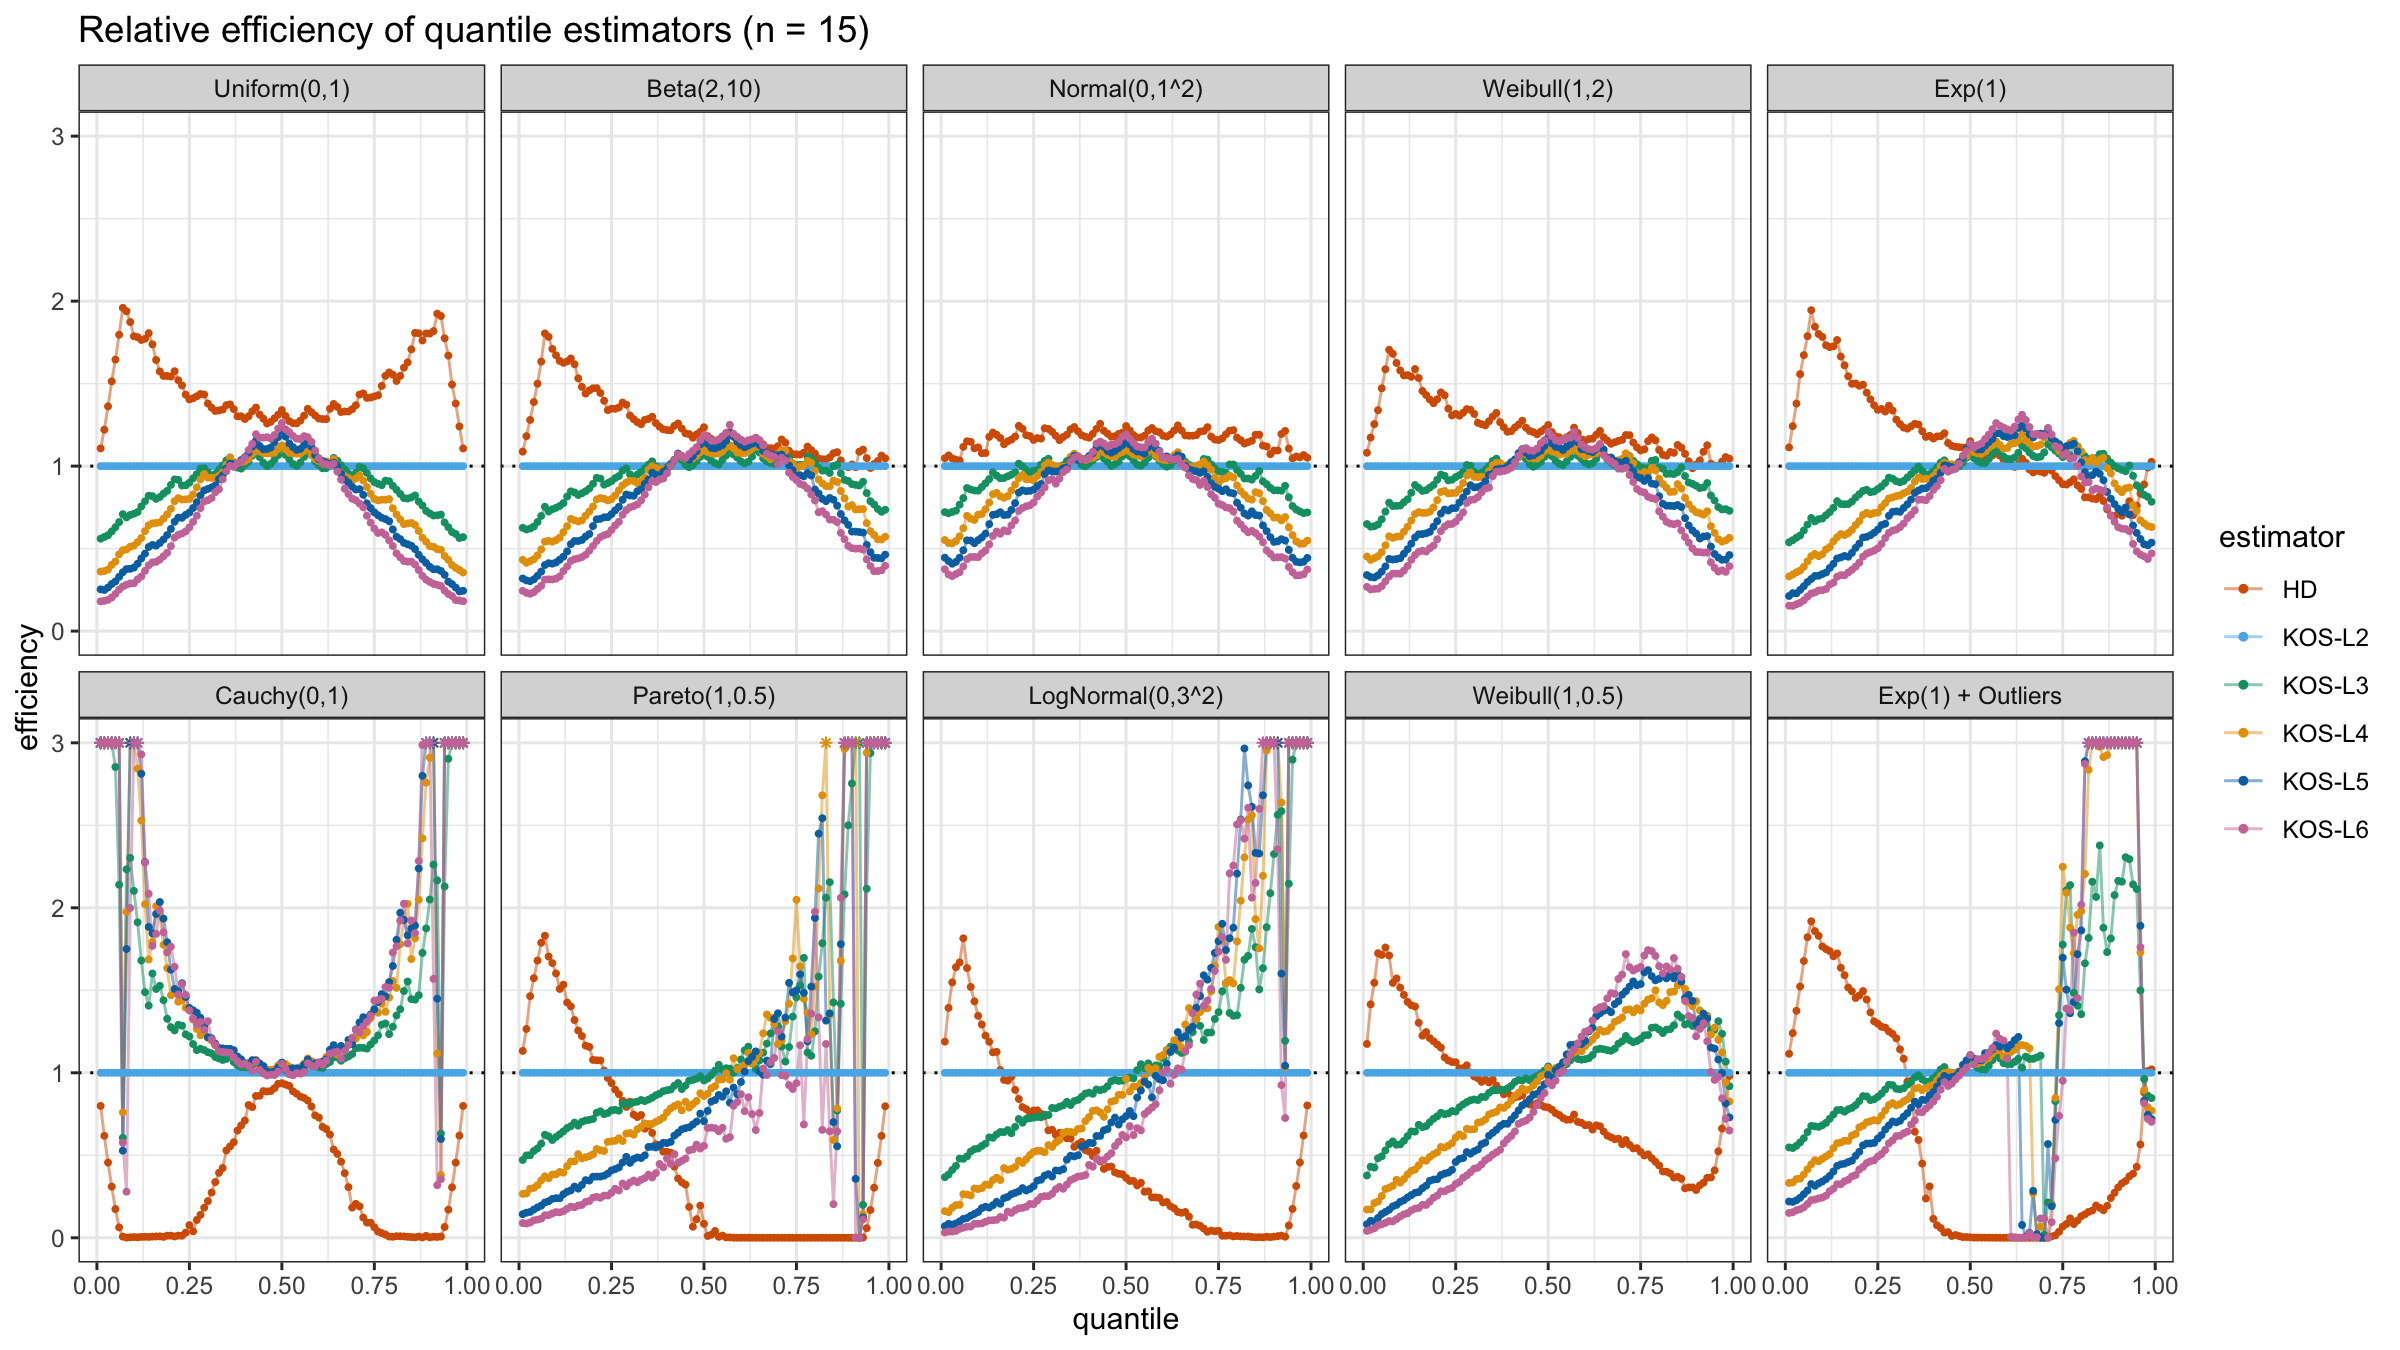 Relative efficiency of quantile estimators (n = 15)
Uniform(0,1)
Beta(2,10)
Normal(0,1^2)
Weibull(1,2)
Exp(1)
3
2
1
0
Cauchy(0,1)
Pareto(1,0.5)
LogNormal(0,3^2)
Weibull(1,0.5)
Exp(1) + Outliers
3
2
1
0
0.00 0.25 0.50 0.75 1.00
0.00 0.25 0.50 0.75 1.00
0.00 0.25 0.50 0.75 1.00
0.00 0.25 0.50 0.75 1.00
0.00 0.25 0.50 0.75 1.00
quantile
efficiency
estimator
HD
KOS-L2
KOS-L3
KOS-L4
KOS-L5
KOS-L6